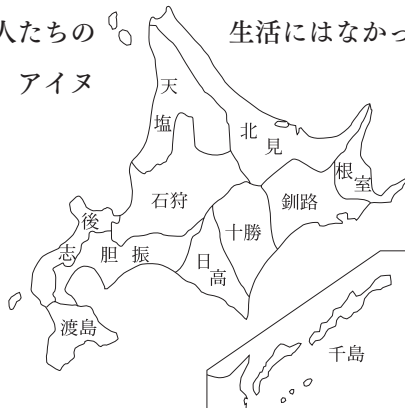 人たちの　生活にはなかっ
アイヌ
天塩
北見
根室
石狩
釧路
後志
十勝
胆振
日高
渡島
千島